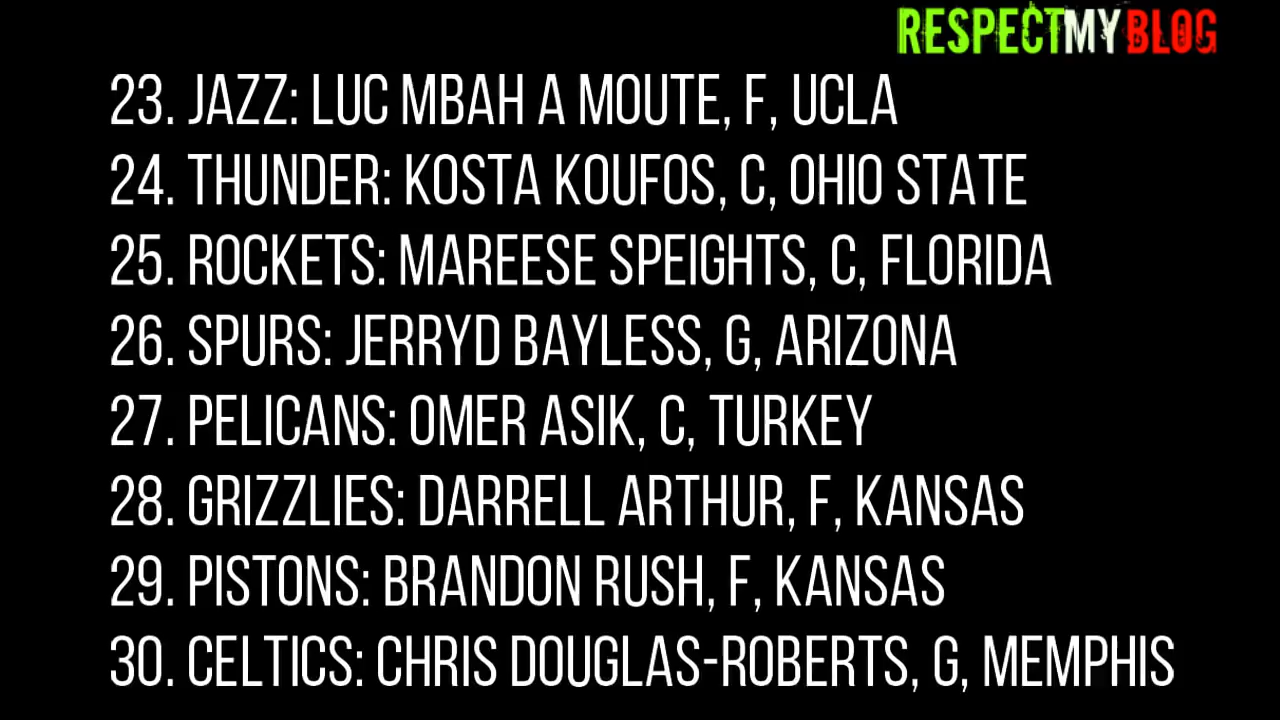 RESPECTMYBLOG
23. JAZZ: LUC MBAH A MOUTE, F, UCLA
24. THUNDER: KOSTA KOUFOS, C, OHIO STATE
25. ROCKETS: MAREESE SPEIGHTS, C, FLORIDA
26. SPURS: JERRYD BAYLESS, G, ARIZONA
27. PELICANS: OMER ASIK, C, TURKEY
28. GRIZZLIES: DARRELL ARTHUR, F, KANSAS
29. PISTONS: BRANDON RUSH, F, KANSAS
30. CELTICS: CHRIS DOUGLAS-ROBERTS, G, MEMPHIS